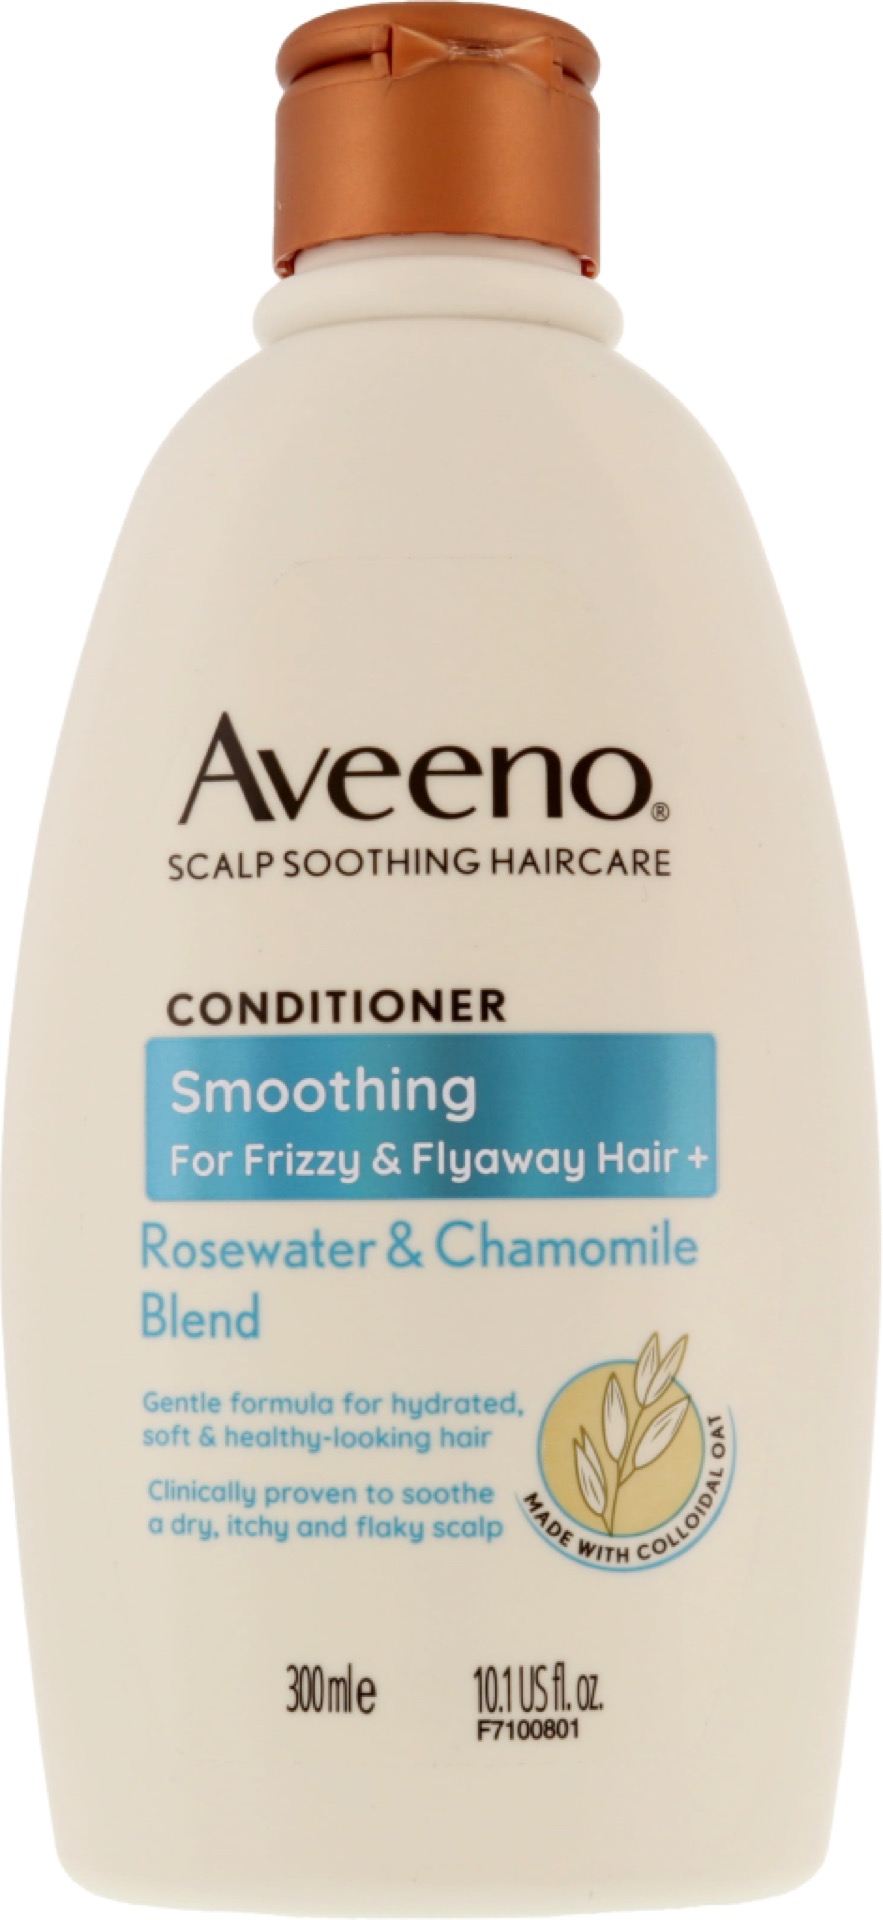 Aveeno®
SCALP SOOTHING HAIRCARE
CONDITIONER
Smoothing
For Frizzy & Flyaway Hair +
Rosewater & Chamomile
Blend
Gentle formula for hydrated,
soft & healthy-looking hair
Clinically proven to soothe
a dry, itchy and flaky scalp
MADE WITH COLLOIDAL OAT
300ml e 10.1 US fl. oz.
F7100801